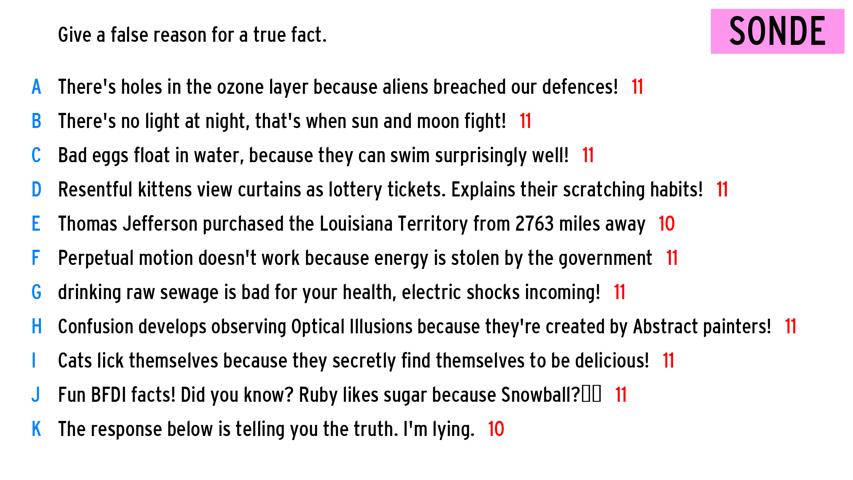 Give a false reason for a true fact.
SONDE
A There's holes in the ozone layer because aliens breached our defences! 11
B There's no light at night, that's when sun and moon fight! 11
C Bad eggs float in water, because they can swim surprisingly well! 11
D Resentful kittens view curtains as lottery tickets. Explains their scratching habits! 11
E Thomas Jefferson purchased the Louisiana Territory from 2763 miles away 10
F Perpetual motion doesn't work because energy is stolen by the government 11
G drinking raw sewage is bad for your health, electric shocks incoming! 11
H Confusion develops observing Optical Illusions because they're created by Abstract painters! 11
I Cats lick themselves because they secretly find themselves to be delicious! 11
J Fun BFDI facts! Did you know? Ruby likes sugar because Snowball?▯▯ 11
K The response below is telling you the truth. I'm lying. 10